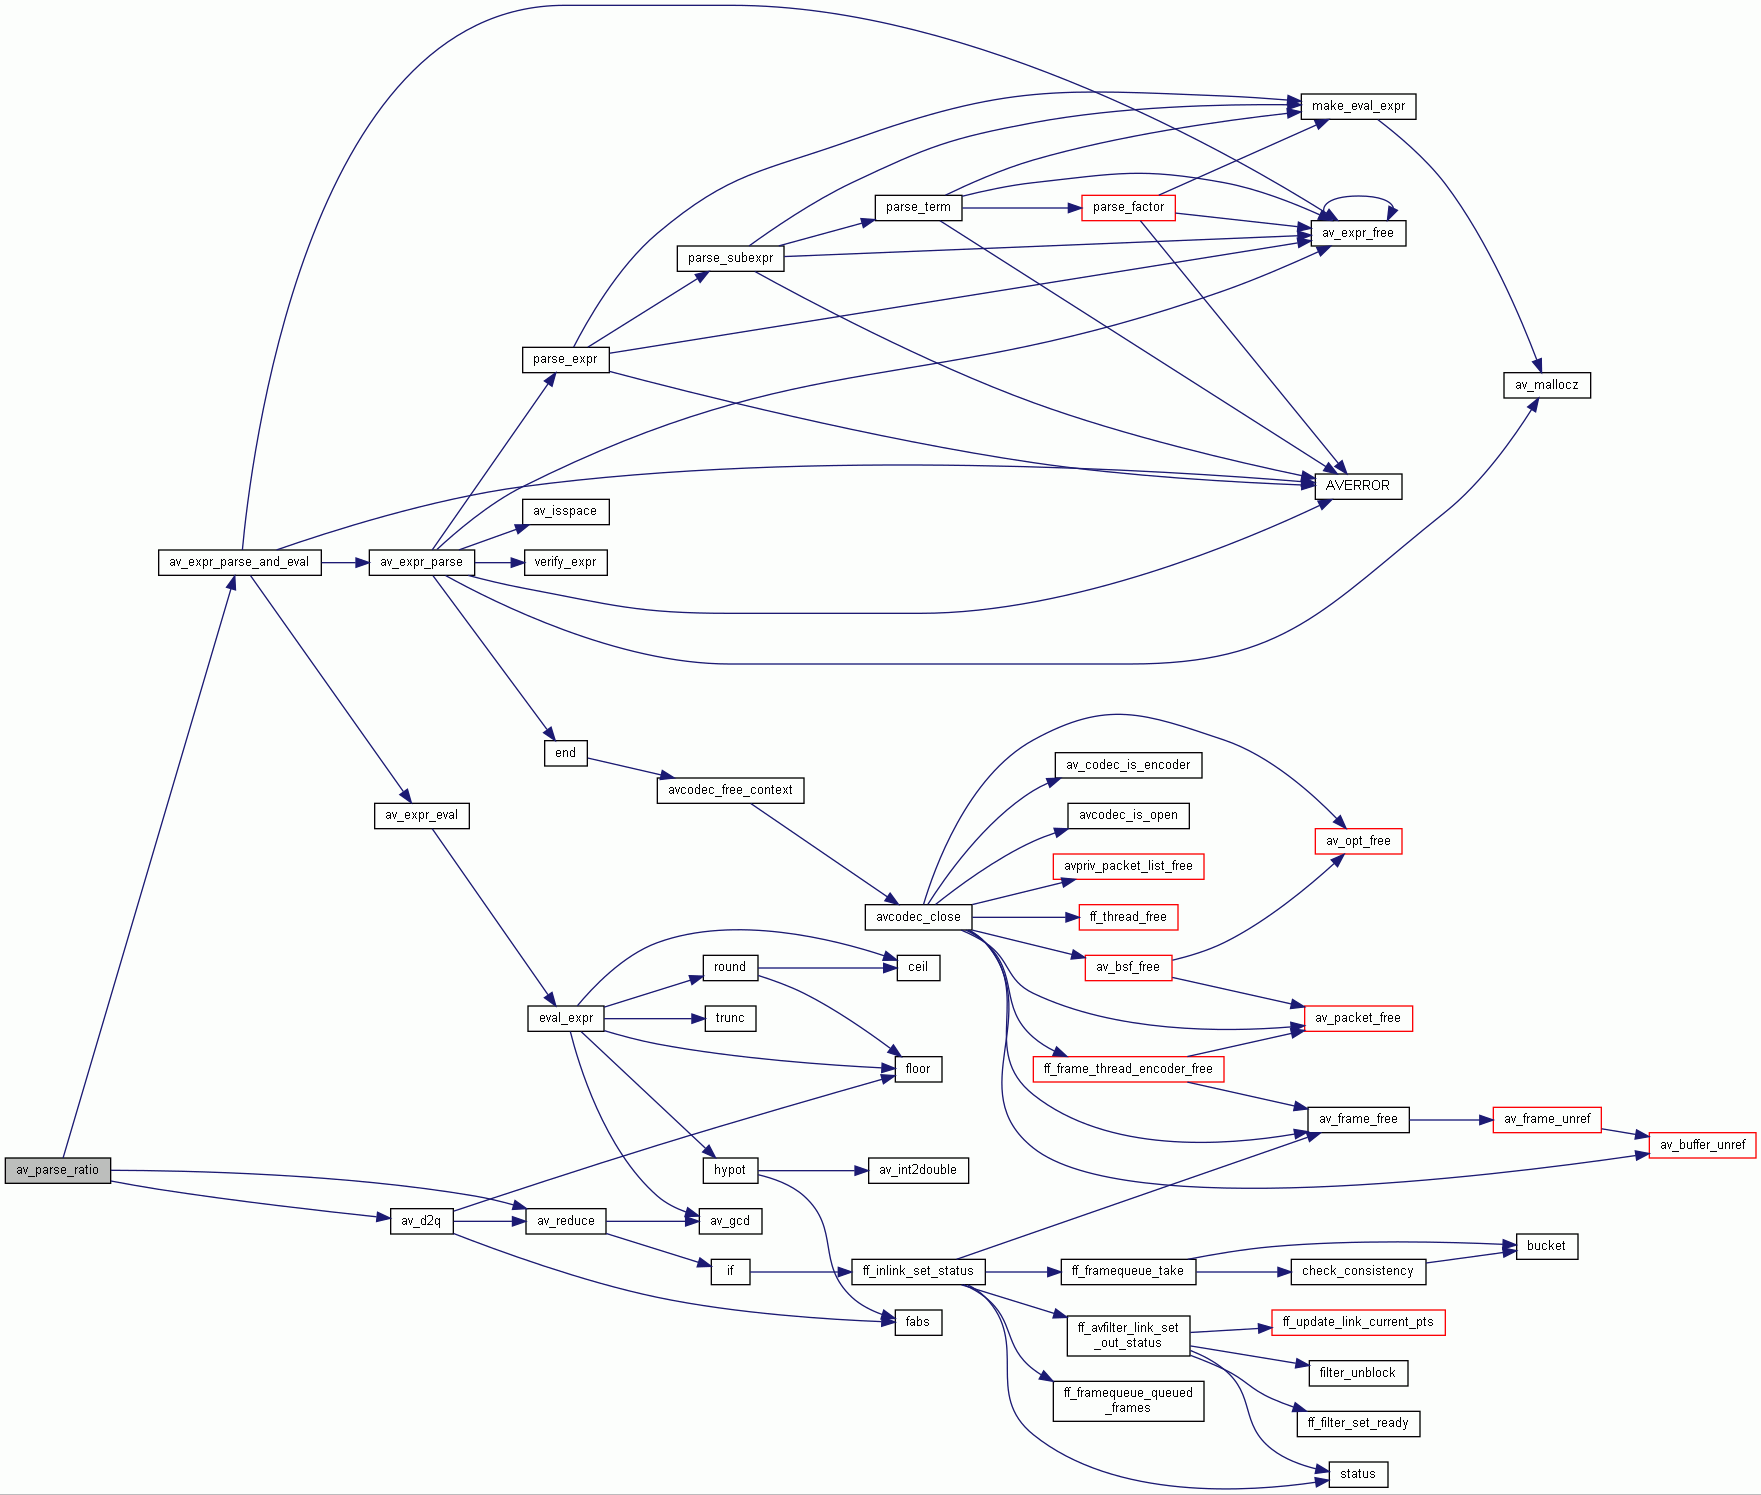 make_eval_expr
parse_term
parse_factor
av_expr_free
parse_subexpr
parse_expr
av_mallocz
AVERROR
av_isspace
av_expr_parse_and_eval
av_expr_parse
verify_expr
end
av_codec_is_encoder
avcodec_free_context
av_expr_eval
avcodec_is_open
av_opt_free
avpriv_packet_list_free
avcodec_close
ff_thread_free
round
ceil
av_bsf_free
eval_expr
trunc
av_packet_free
floor
ff_frame_thread_encoder_free
av_frame_free
av_frame_unref
av_buffer_unref
av_parse_ratio
hypot
av_int2double
av_d2q
av_reduce
av_gcd
bucket
if
ff_inlink_set_status
ff_framequeue_take
check_consistency
fabs
ff_avfilter_link_set
_out_status
ff_update_link_current_pts
filter_unblock
ff_framequeue_queued
_frames
ff_filter_set_ready
status